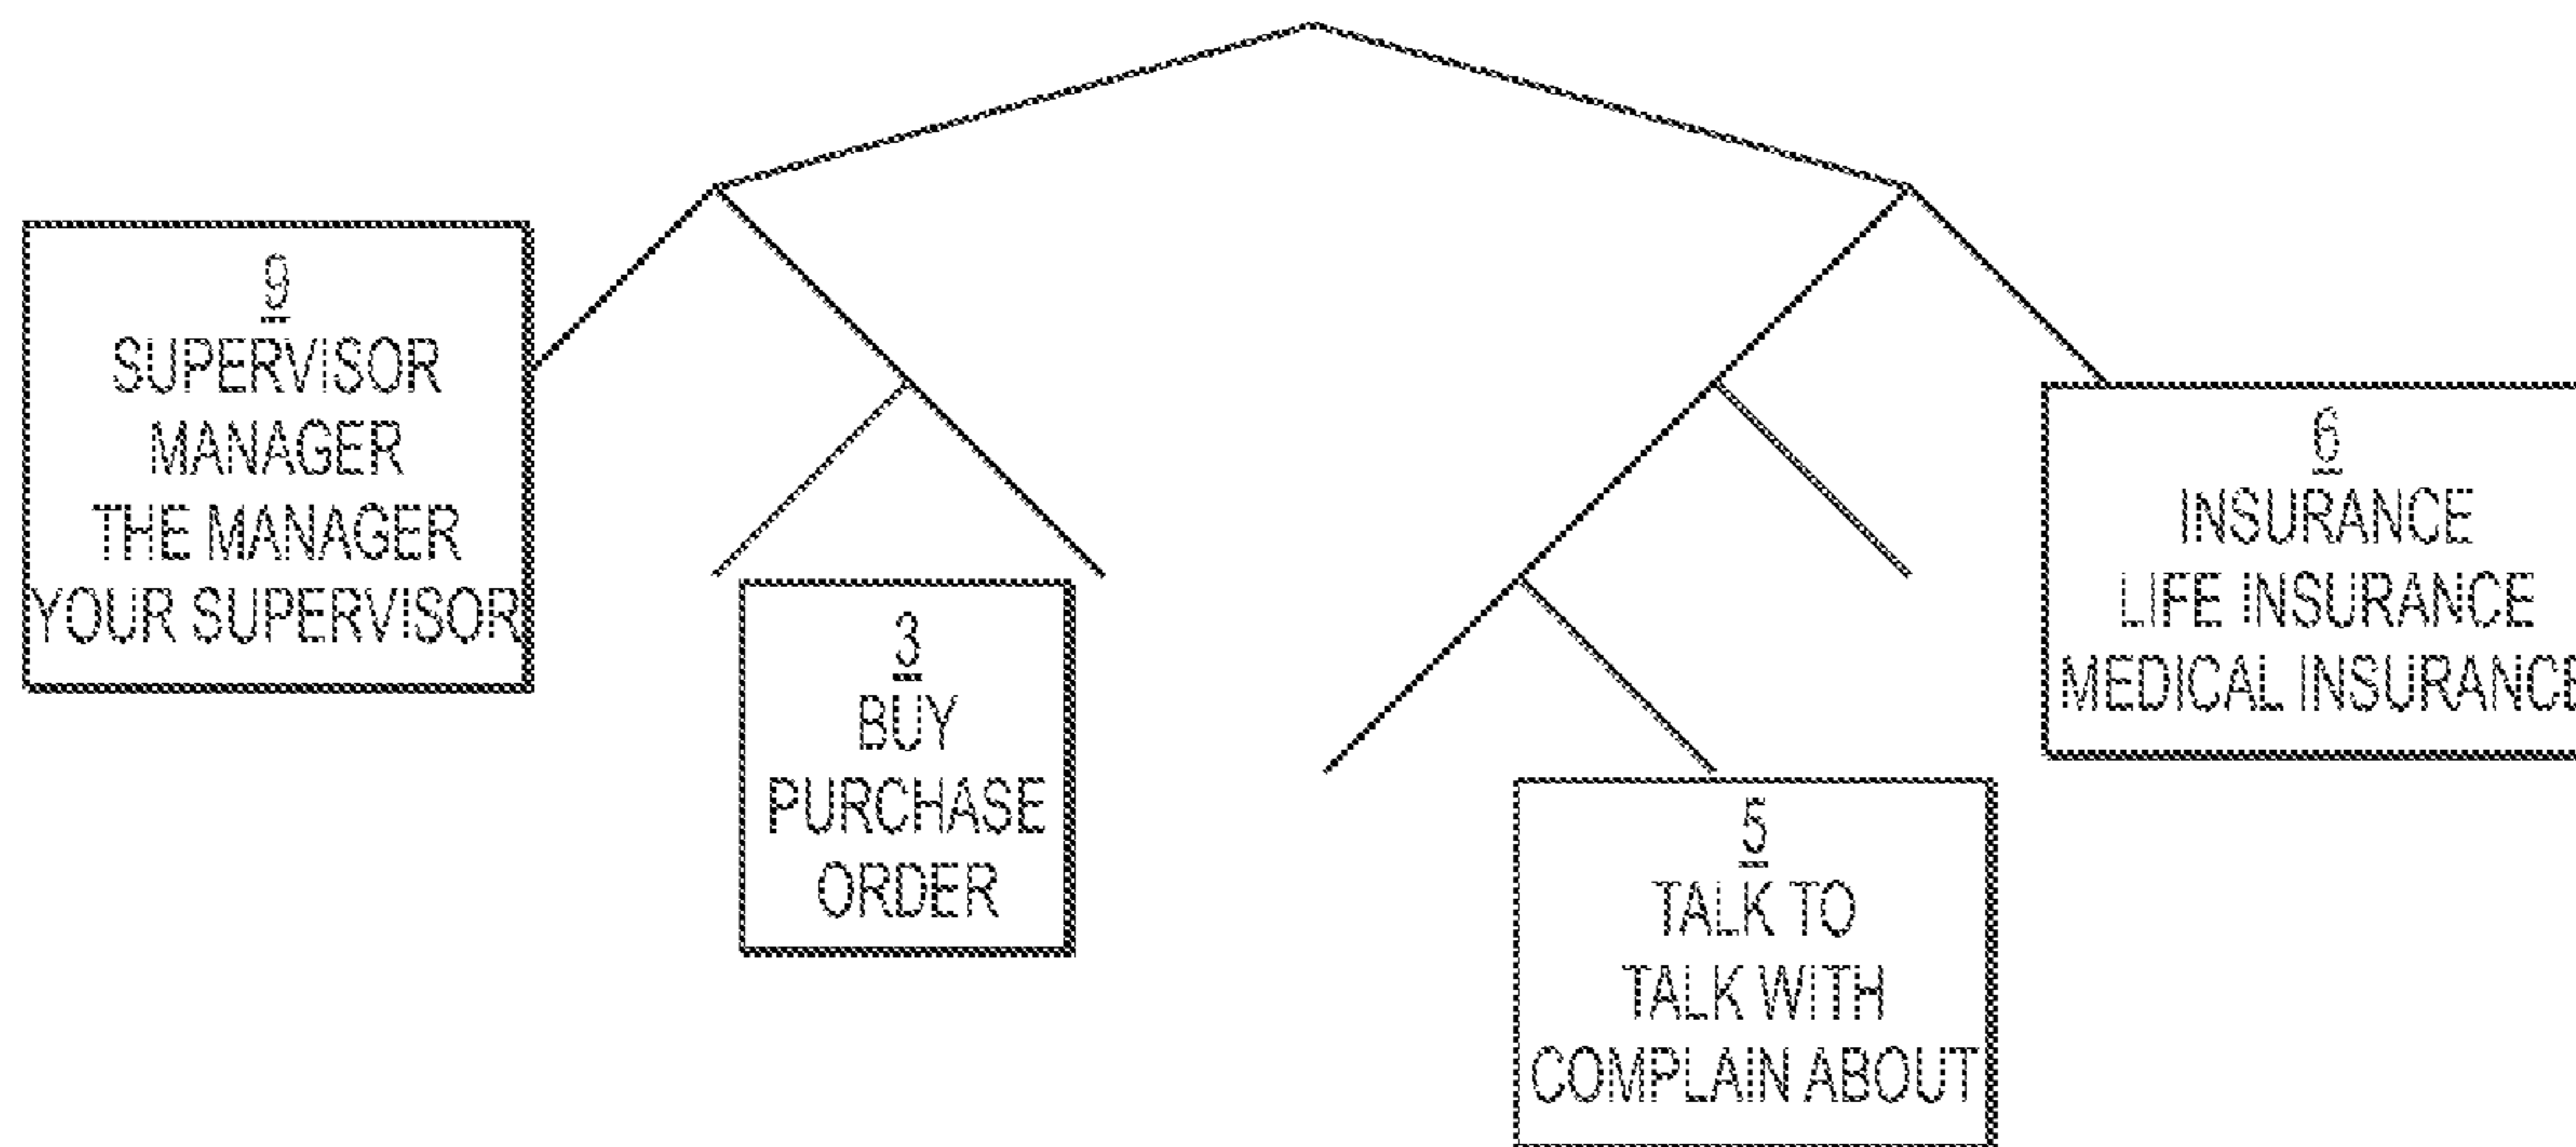 9
SUPERVISOR
MANAGER
THE MANAGER
YOUR SUPERVISOR
3
BUY
PURCHASE
ORDER
5
TALK TO
TALK WITH
COMPLAIN ABOUT
6
INSURANCE
LIFE INSURANCE
MEDICAL INSURANCE